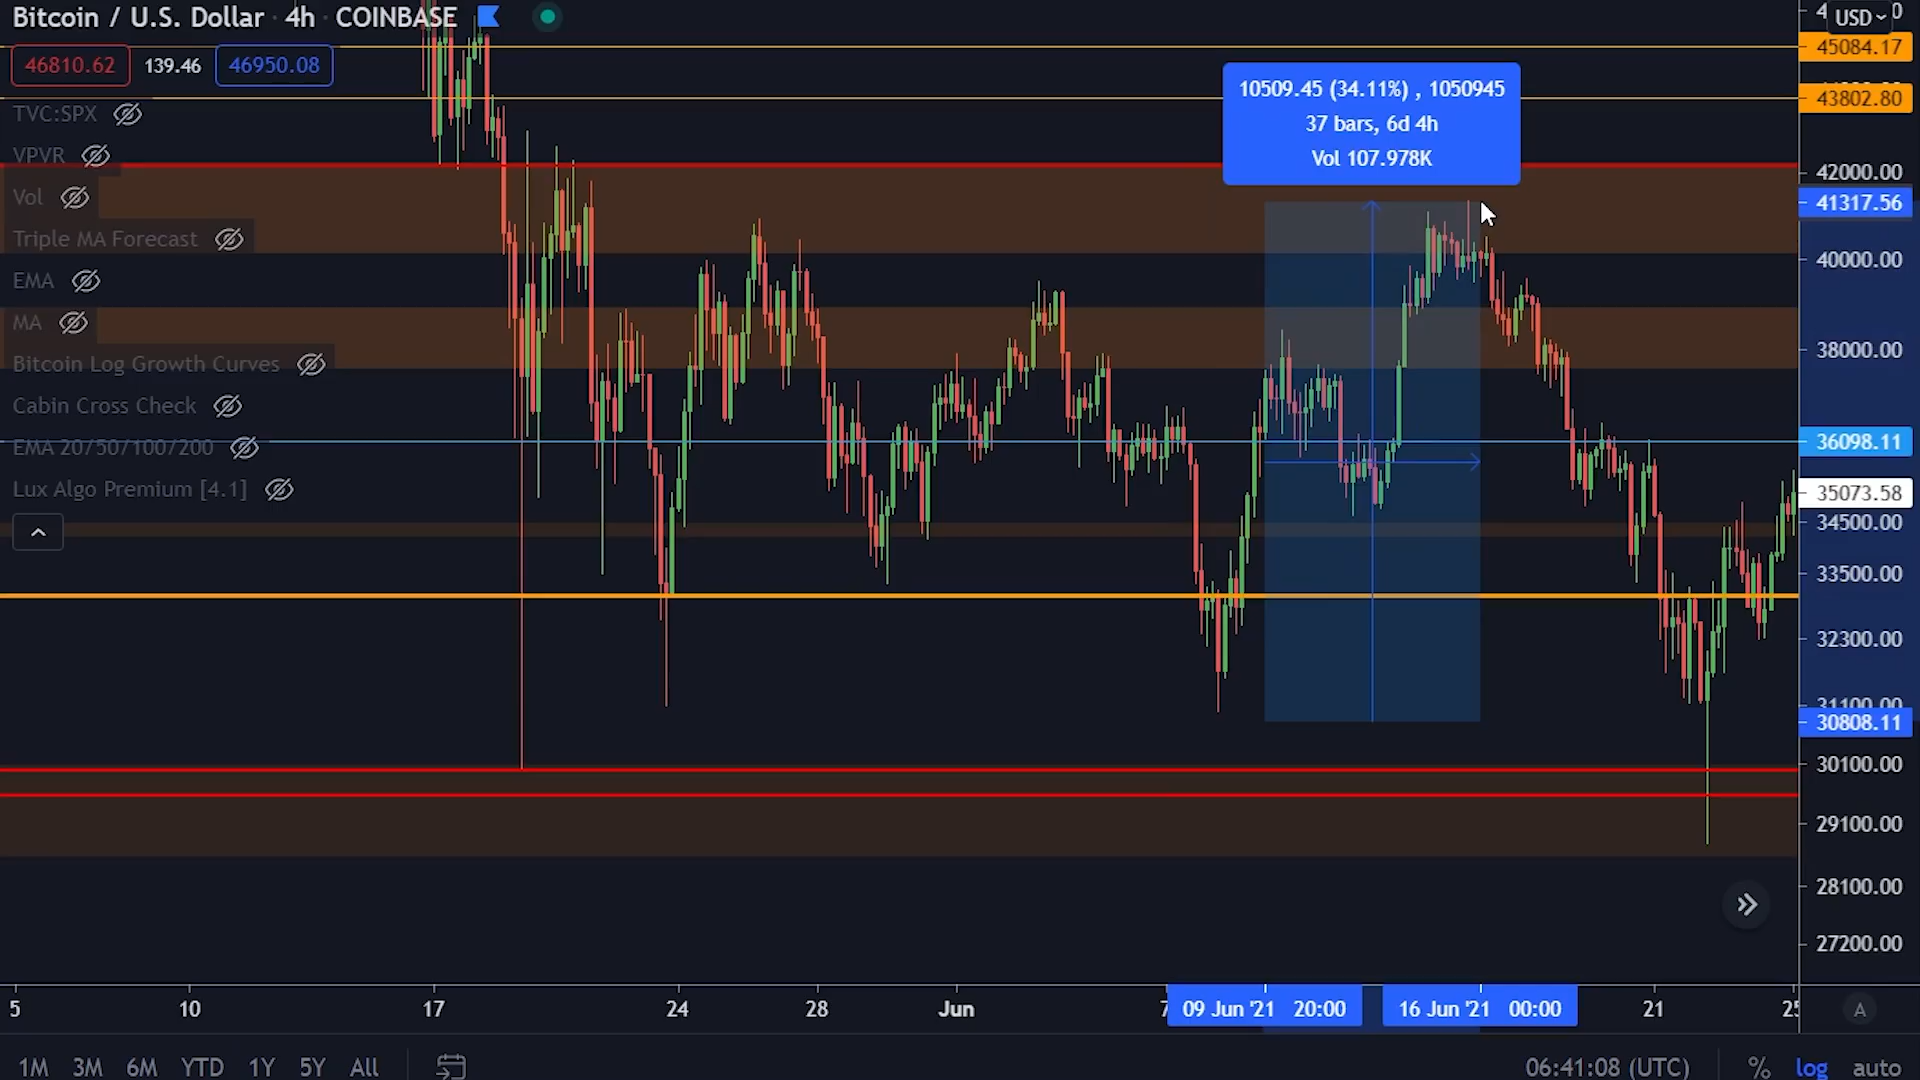 Bitcoin / U.S. Dollar · 4h · COINBASE
46810.62 139.46 46950.08
TVC:SPX
VPVR
Vol
Triple MA Forecast
EMA
MA
Bitcoin Log Growth Curves
Cabin Cross Check
EMA 20/50/100/200
Lux Algo Premium [4.1]
10509.45 (34.11%) , 1050945
37 bars, 6d 4h
Vol 107.978K
USD
45084.17
43802.80
42000.00
41317.56
40000.00
38000.00
36098.11
35073.58
34500.00
33500.00
32300.00
31100.00
30808.11
30100.00
29100.00
28100.00
27200.00
5 10 17 24 28 Jun 7 09 Jun '21 20:00 16 Jun '21 00:00 21 25 A
1M 3M 6M YTD 1Y 5Y All 06:41:08 (UTC) % log auto